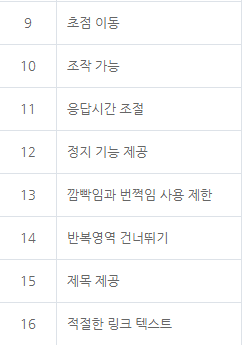 9 초점 이동
10 조작 가능
11 응답시간 조절
12 정지 기능 제공
13 깜빡임과 번쩍임 사용 제한
14 반복영역 건너뛰기
15 제목 제공
16 적절한 링크 텍스트